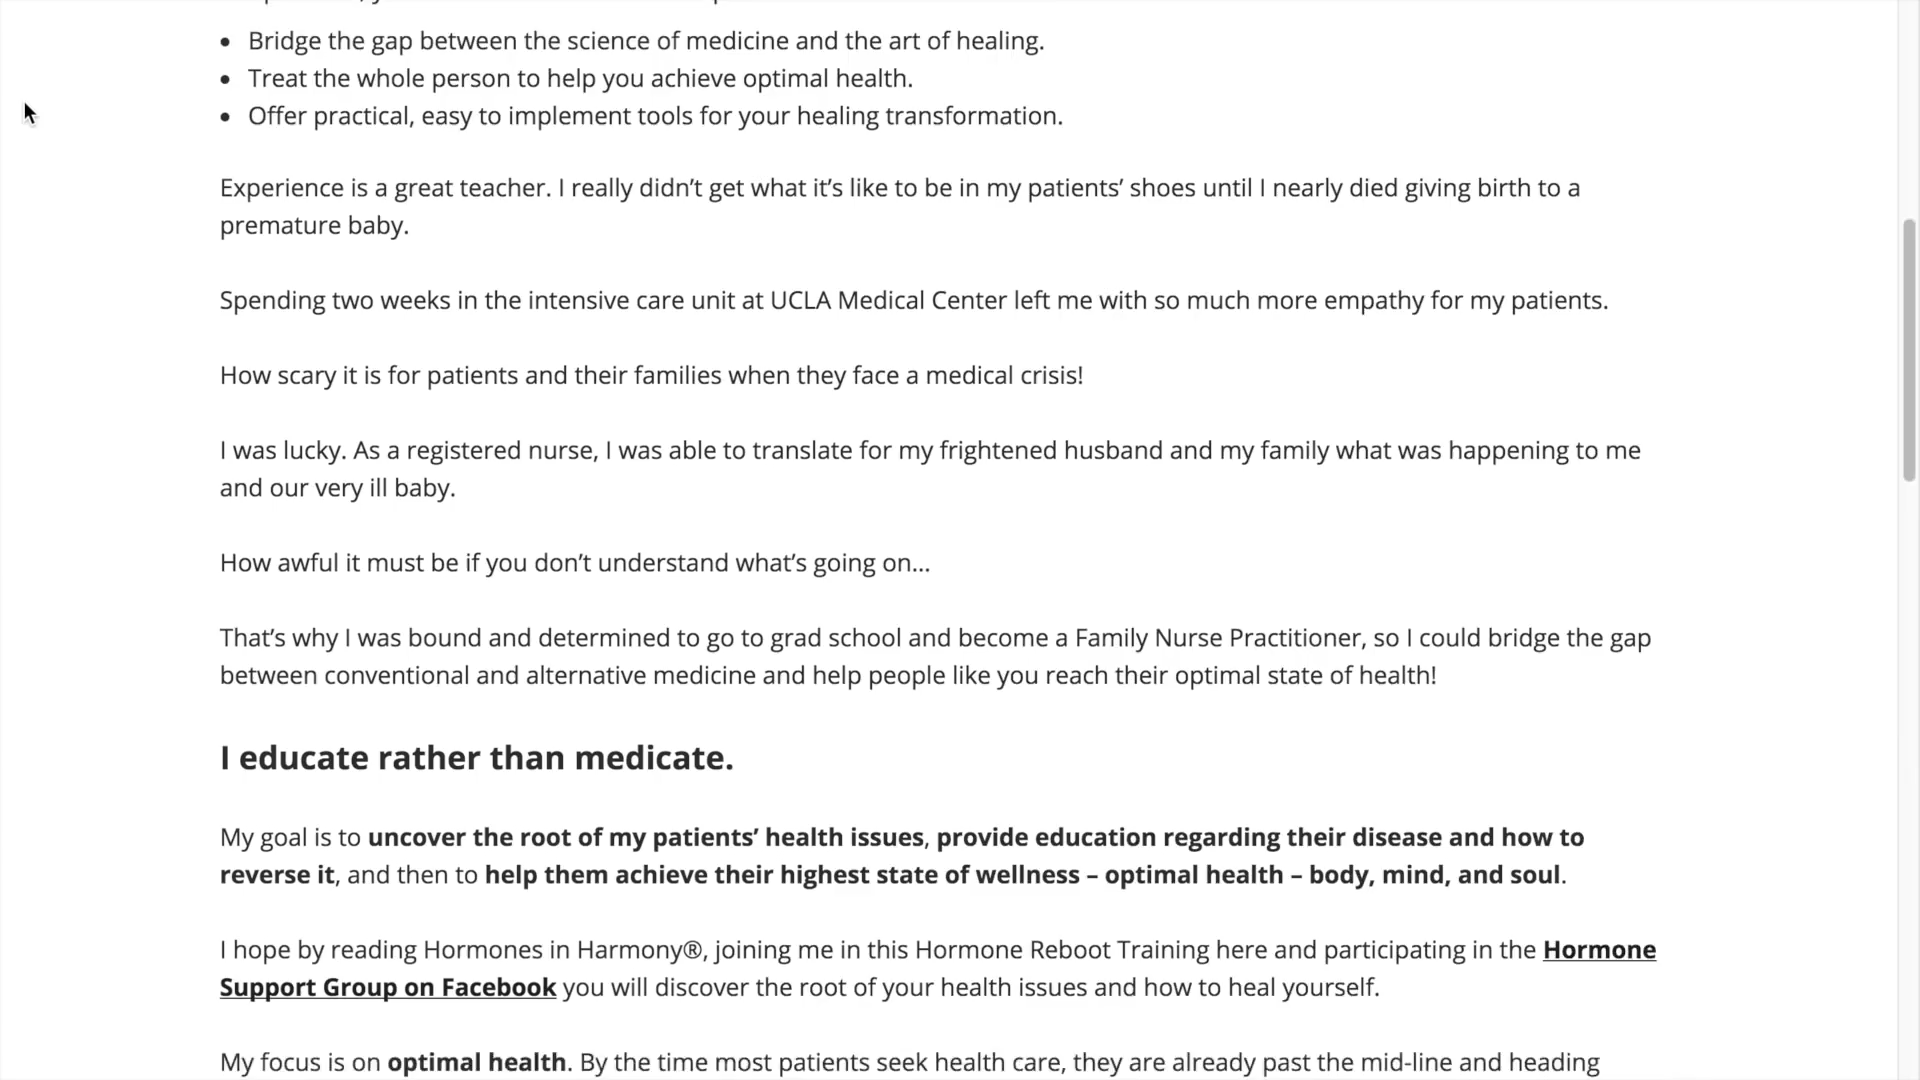 Bridge the gap between the science of medicine and the art of healing.
Treat the whole person to help you achieve optimal health.
Offer practical, easy to implement tools for your healing transformation.
Experience is a great teacher. I really didn’t get what it’s like to be in my patients’ shoes until I nearly died giving birth to a
premature baby.
Spending two weeks in the intensive care unit at UCLA Medical Center left me with so much more empathy for my patients.
How scary it is for patients and their families when they face a medical crisis!
I was lucky. As a registered nurse, I was able to translate for my frightened husband and my family what was happening to me
and our very ill baby.
How awful it must be if you don’t understand what’s going on…
That’s why I was bound and determined to go to grad school and become a Family Nurse Practitioner, so I could bridge the gap
between conventional and alternative medicine and help people like you reach their optimal state of health!
I educate rather than medicate.
My goal is to uncover the root of my patients’ health issues, provide education regarding their disease and how to
reverse it, and then to help them achieve their highest state of wellness – optimal health – body, mind, and soul.
I hope by reading Hormones in Harmony®, joining me in this Hormone Reboot Training here and participating in the Hormone
Support Group on Facebook you will discover the root of your health issues and how to heal yourself.
My focus is on optimal health. By the time most patients seek health care, they are already past the mid-line and heading